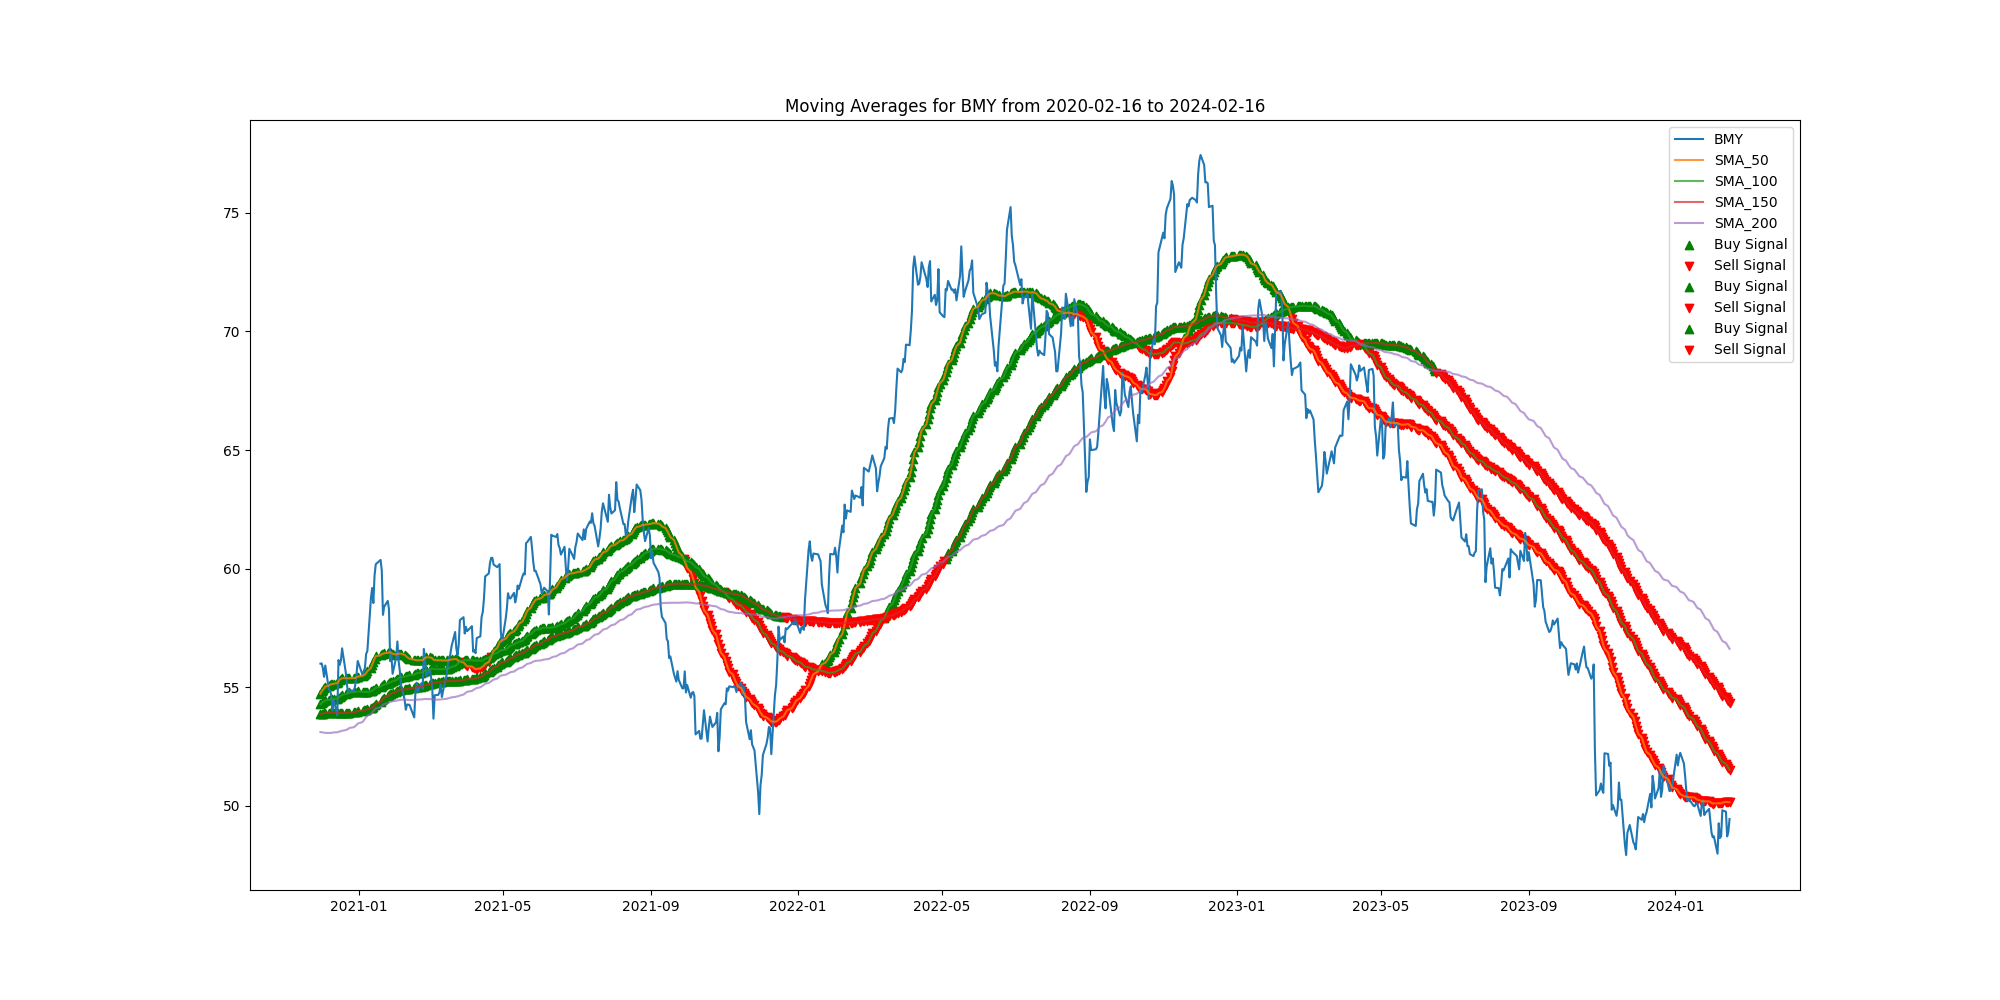 Moving Averages for BMY from 2020-02-16 to 2024-02-16
BMY
SMA_50
SMA_100
SMA_150
SMA_200
Buy Signal
Sell Signal
Buy Signal
Sell Signal
Buy Signal
Sell Signal
75
70
65
60
55
50
2021-01 2021-05 2021-09 2022-01 2022-05 2022-09 2023-01 2023-05 2023-09 2024-01